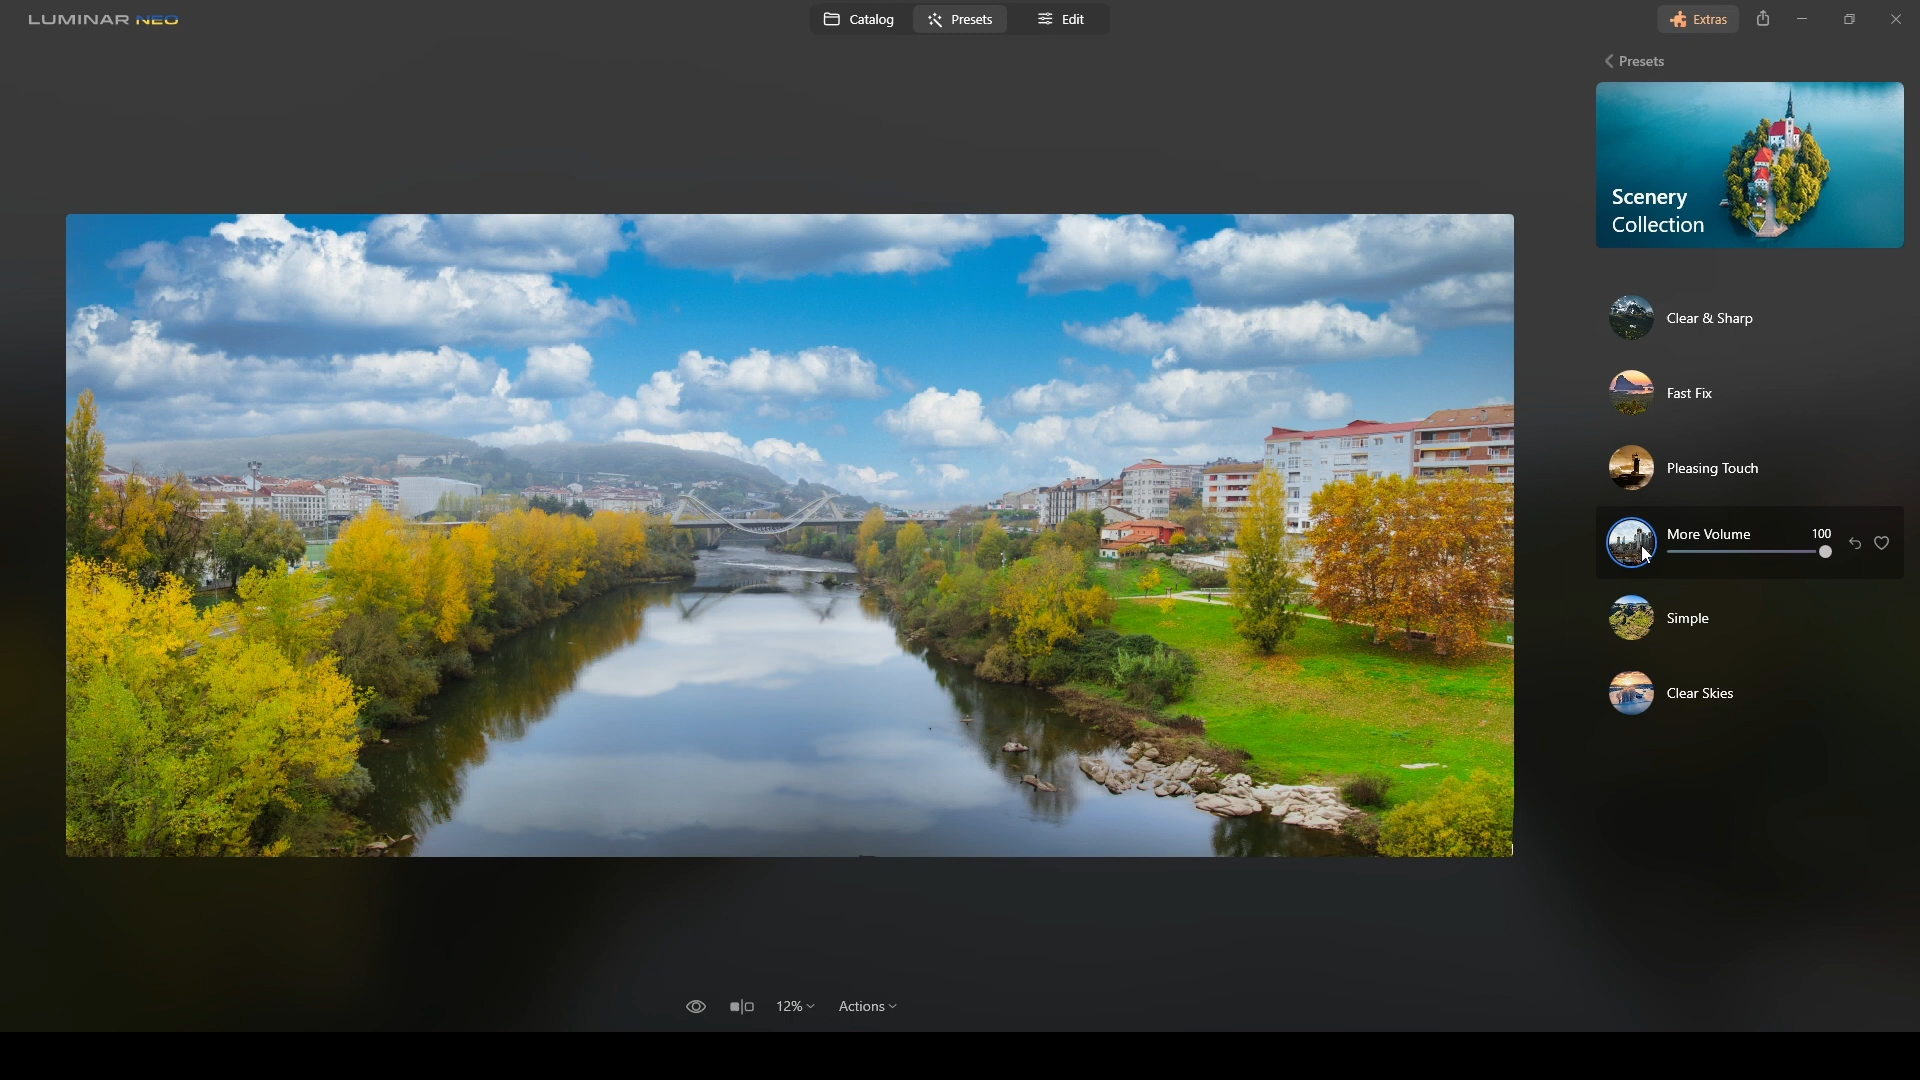 LUMINAR NEO
Catalog
Presets
Edit
Extras
Presets
Scenery
Collection
Clear & Sharp
Fast Fix
Pleasing Touch
More Volume 100
Simple
Clear Skies
12%
Actions